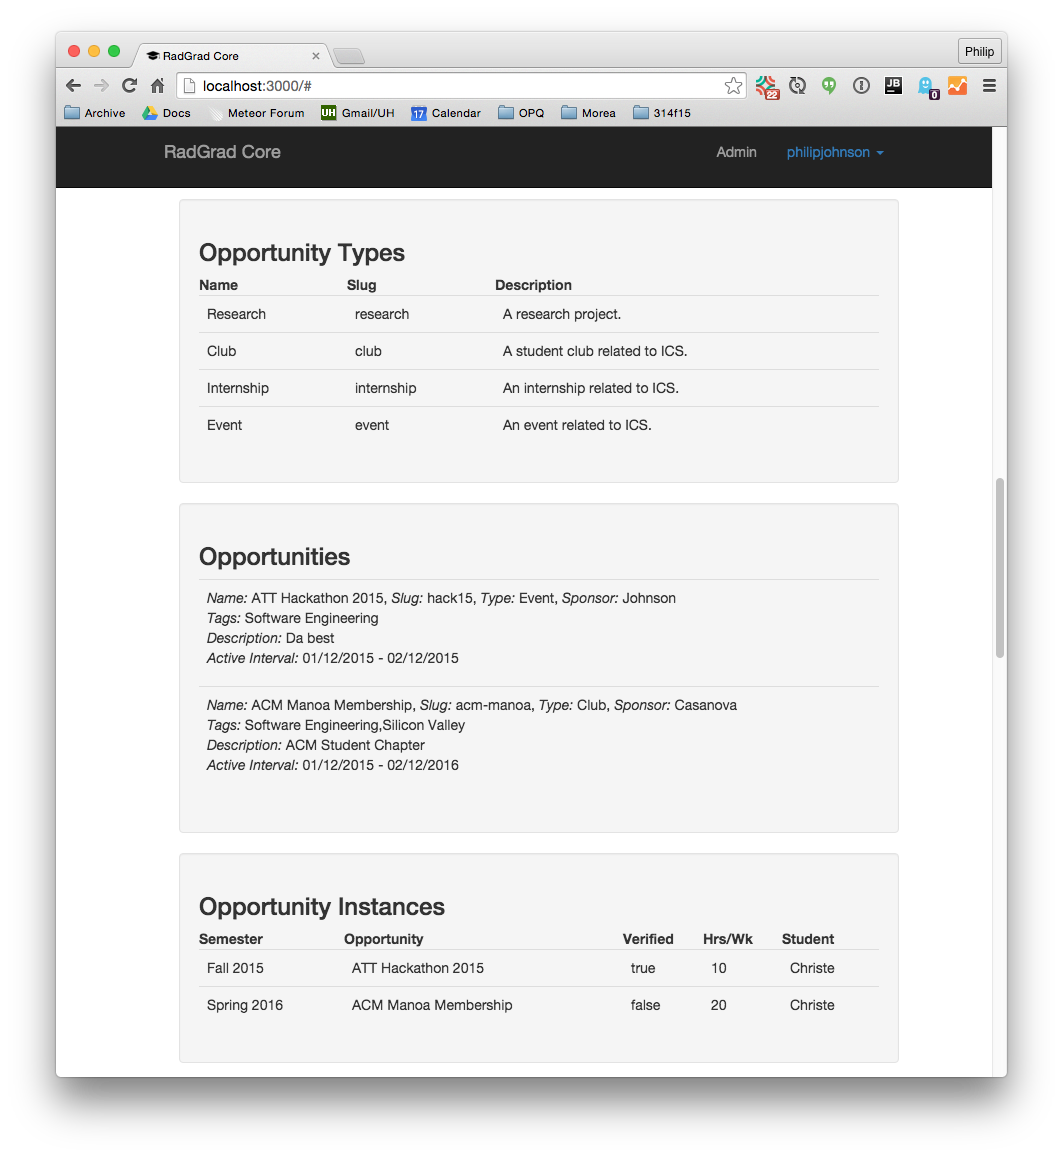 RadGrad Core
Philip
localhost:3000/#
22
JB
0
Archive Docs Meteor Forum UH Gmail/UH 17 Calendar OPQ Morea 314f15
RadGrad Core Admin philipjohnson
Opportunity Types
Name Slug Description
Research research A research project.
Club club A student club related to ICS.
Internship internship An internship related to ICS.
Event event An event related to ICS.
Opportunities
Name: ATT Hackathon 2015, Slug: hack15, Type: Event, Sponsor: Johnson
Tags: Software Engineering
Description: Da best
Active Interval: 01/12/2015 - 02/12/2015
Name: ACM Manoa Membership, Slug: acm-manoa, Type: Club, Sponsor: Casanova
Tags: Software Engineering,Silicon Valley
Description: ACM Student Chapter
Active Interval: 01/12/2015 - 02/12/2016
Opportunity Instances
Semester Opportunity Verified Hrs/Wk Student
Fall 2015 ATT Hackathon 2015 true 10 Christe
Spring 2016 ACM Manoa Membership false 20 Christe